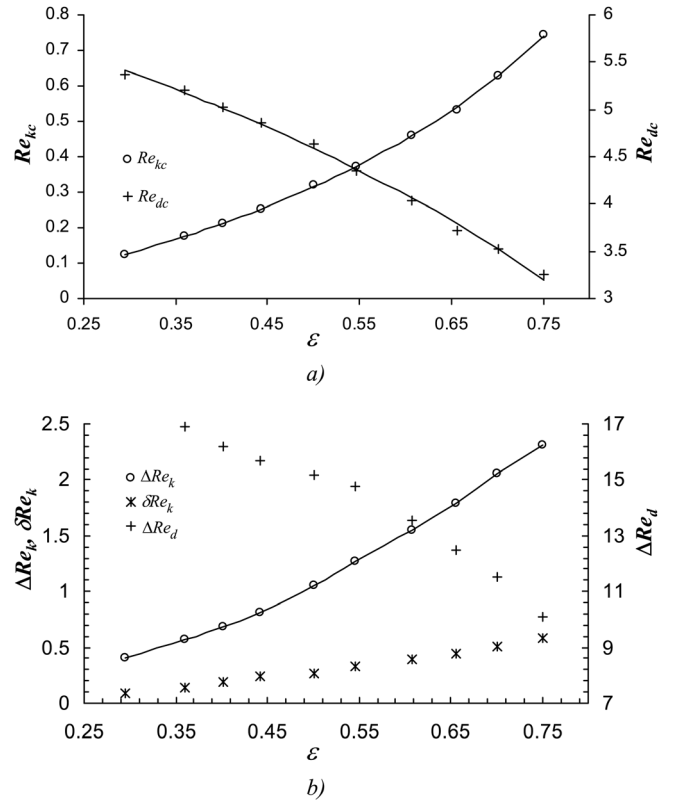 0.8
0.7
0.6
0.5
0.4
0.3
0.2
0.1
0
Re_kc
6
5.5
5
4.5
4
3.5
3
Re_dc
Re_kc
Re_dc
0.25 0.35 0.45 0.55 0.65 0.75
ε
a)
2.5
2
1.5
1
0.5
0
ΔRe_k, δRe_k
17
15
13
11
9
7
ΔRe_d
ΔRe_k
δRe_k
ΔRe_d
0.25 0.35 0.45 0.55 0.65 0.75
ε
b)